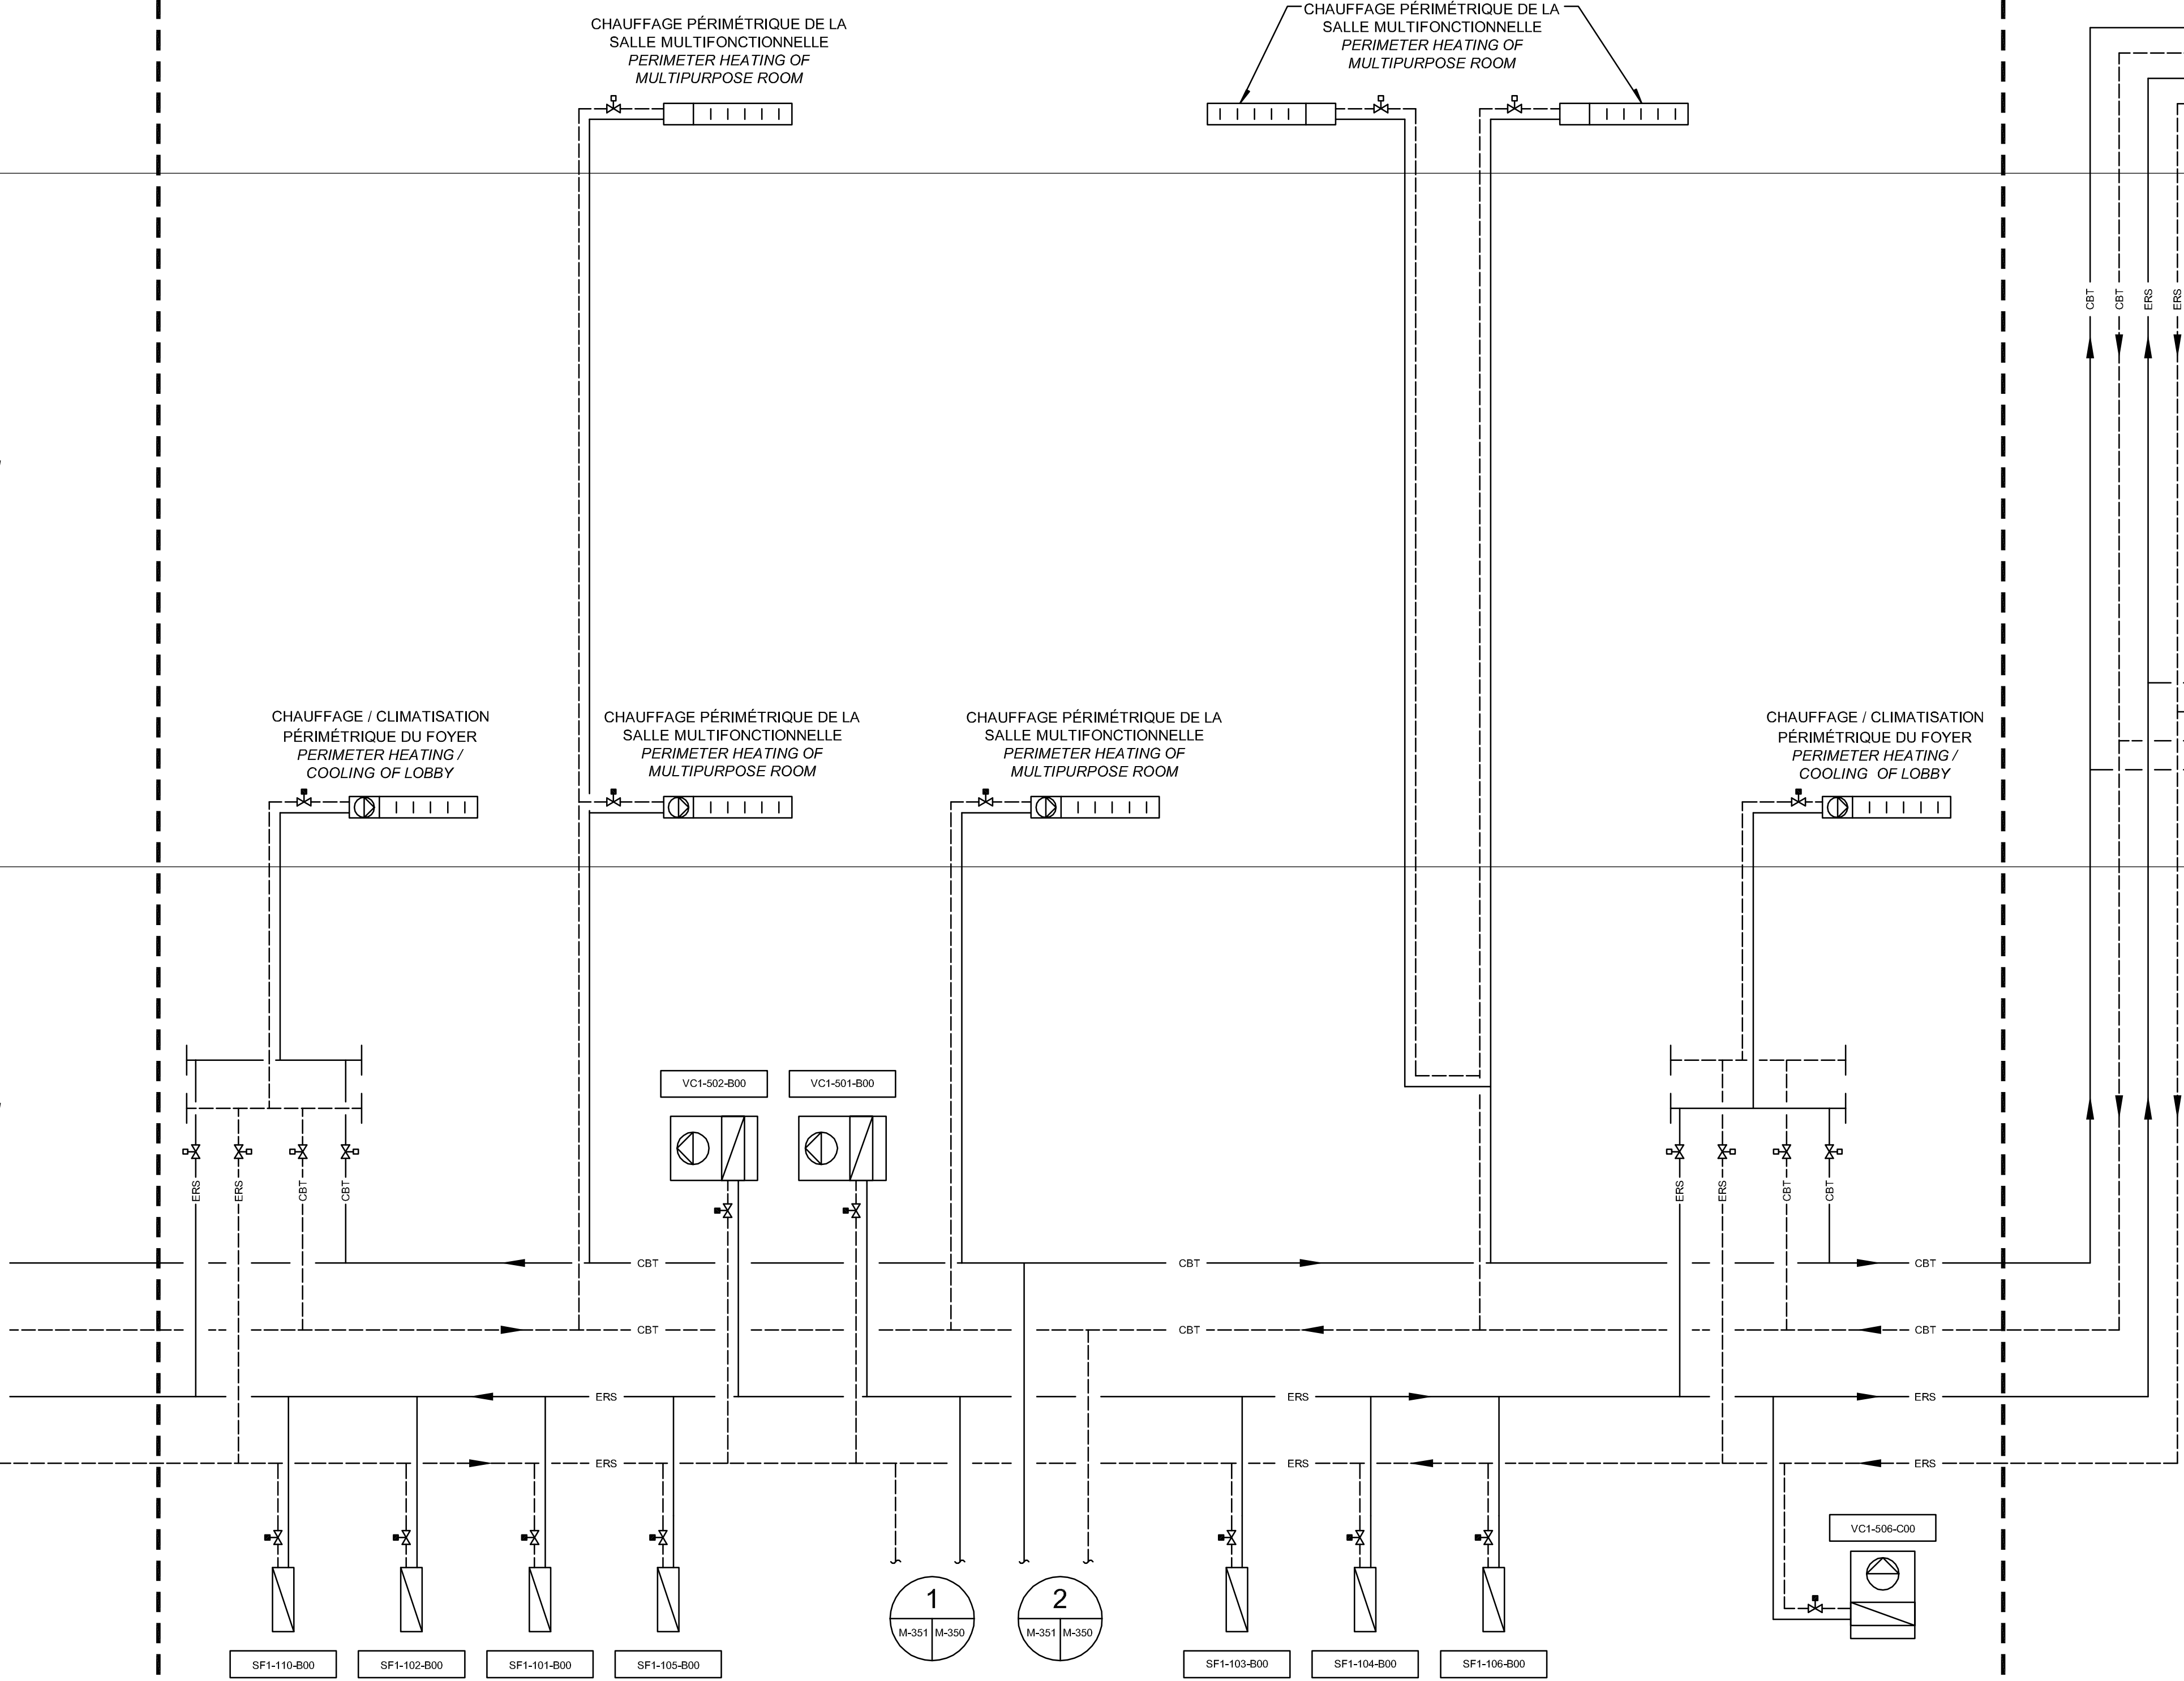 CHAUFFAGE PÉRIMÉTRIQUE DE LA
SALLE MULTIFONCTIONNELLE
PERIMETER HEATING OF
MULTIPURPOSE ROOM
CHAUFFAGE PÉRIMÉTRIQUE DE LA
SALLE MULTIFONCTIONNELLE
PERIMETER HEATING OF
MULTIPURPOSE ROOM
CBT
CBT
ERS
ERS
CHAUFFAGE / CLIMATISATION
PÉRIMÉTRIQUE DU FOYER
PERIMETER HEATING /
COOLING OF LOBBY
CHAUFFAGE PÉRIMÉTRIQUE DE LA
SALLE MULTIFONCTIONNELLE
PERIMETER HEATING OF
MULTIPURPOSE ROOM
CHAUFFAGE PÉRIMÉTRIQUE DE LA
SALLE MULTIFONCTIONNELLE
PERIMETER HEATING OF
MULTIPURPOSE ROOM
CHAUFFAGE / CLIMATISATION
PÉRIMÉTRIQUE DU FOYER
PERIMETER HEATING /
COOLING OF LOBBY
VC1-502-B00
VC1-501-B00
ERS
ERS
CBT
CBT
ERS
ERS
CBT
CBT
CBT
CBT
CBT
CBT
CBT
CBT
ERS
ERS
ERS
ERS
ERS
ERS
VC1-506-C00
1
M-351
M-350
2
M-351
M-350
SF1-110-B00
SF1-102-B00
SF1-101-B00
SF1-105-B00
SF1-103-B00
SF1-104-B00
SF1-106-B00